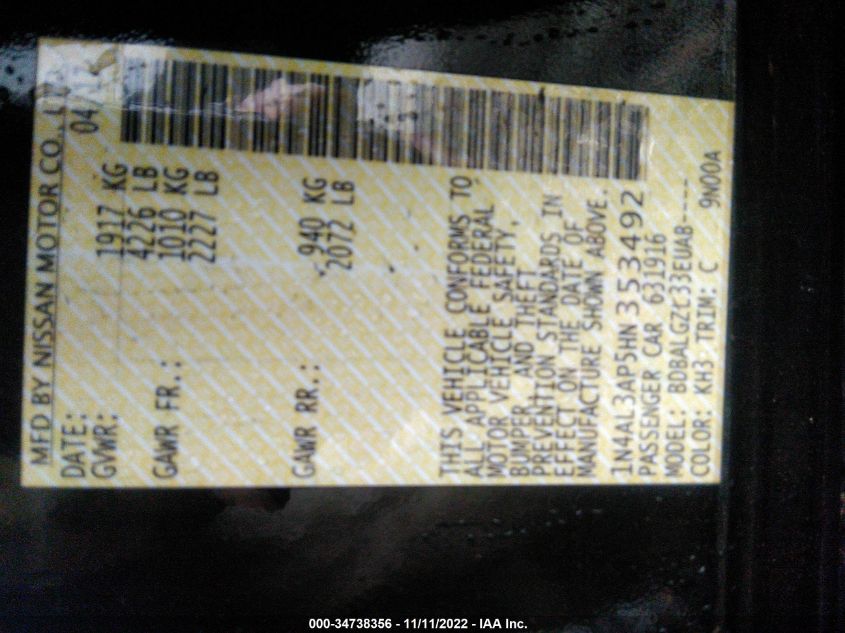 MFD BY NISSAN MOTOR CO., LTD
DATE: 04/
GVWR: 1917 KG
4226 LB
GAWR FR.: 1010 KG
2227 LB
GAWR RR.: 940 KG
2072 LB
THIS VEHICLE CONFORMS TO
ALL APPLICABLE FEDERAL
MOTOR VEHICLE SAFETY,
BUMPER, AND THEFT
PREVENTION STANDARDS IN
EFFECT ON THE DATE OF
MANUFACTURE SHOWN ABOVE.
1N4AL3AP5HN353492
PASSENGER CAR 631916
MODEL: BDBALGZL33EUAB----
COLOR: KH3 TRIM: C 9W00A
000-34738356 - 11/11/2022 - IAA Inc.